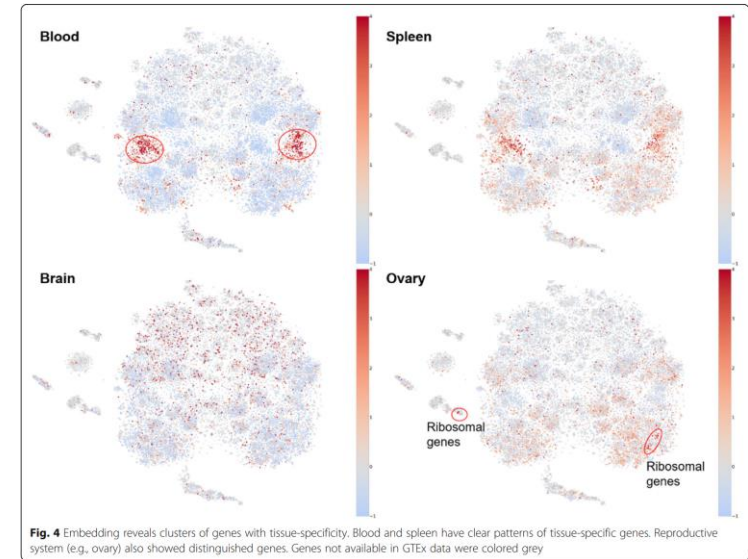 Blood
Spleen
Brain
Ovary
Ribosomal
genes
Ribosomal
genes
Fig. 4 Embedding reveals clusters of genes with tissue-specificity. Blood and spleen have clear patterns of tissue-specific genes. Reproductive
system (e.g., ovary) also showed distinguished genes. Genes not available in GTEx data were colored grey